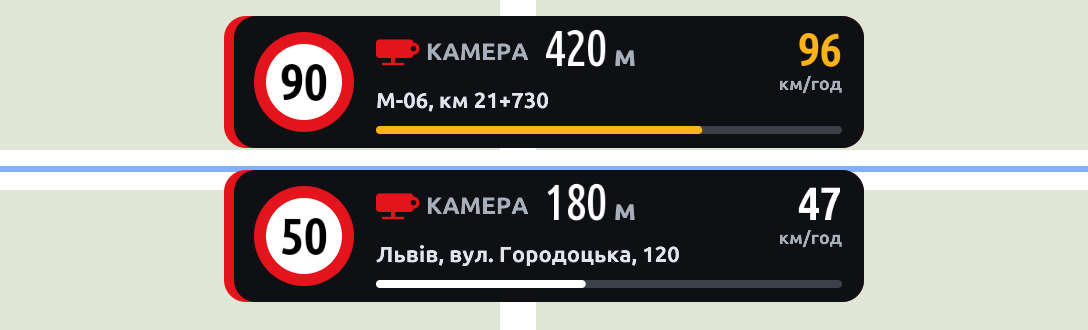 90
КАМЕРА 420 м
96
км/год
М-06, км 21+730
50
КАМЕРА 180 м
47
км/год
Львів, вул. Городоцька, 120